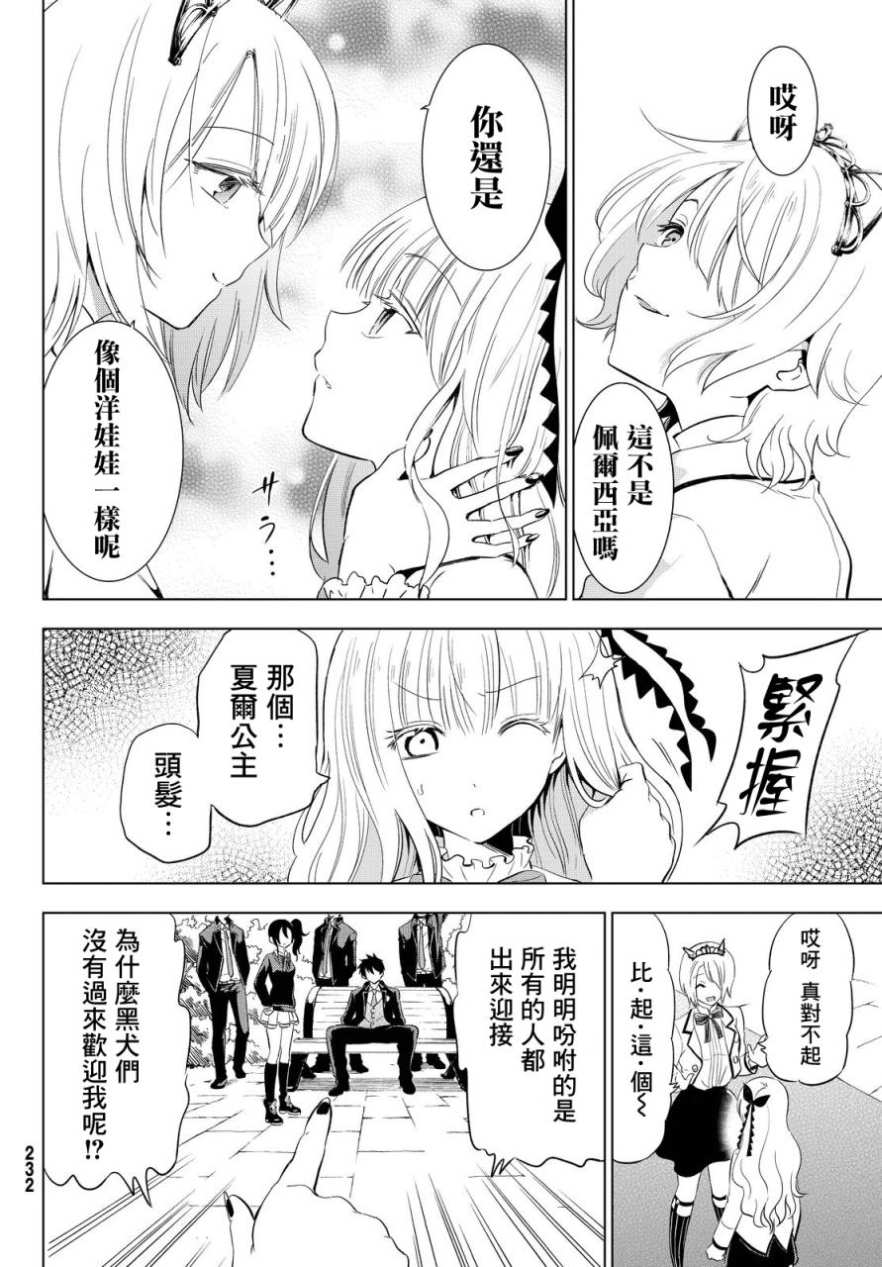 哎呀
這不是
佩爾西亞嗎
你還是
像個洋娃娃一樣呢
サラ…
緊握
那個…
夏爾公主
頭髮…
哎呀 真對不起
比・起・這・個～
我明明吩咐的是
所有的人都
出來迎接
為什麼黑犬們
沒有過來歡迎我呢!?
232